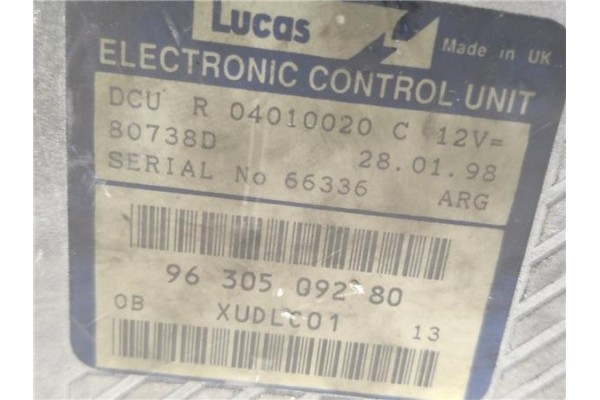 Lucas
Made in UK
ELECTRONIC CONTROL UNIT
DCU R 04010020 C 12V=
80738D 28.01.98
SERIAL No 66336 ARG
96 305 092 80
0B XUDLC01 13